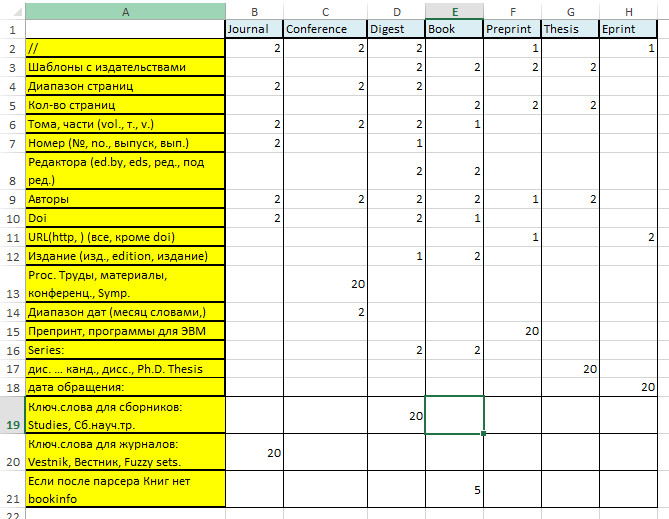 A B C D E F G H
1 Journal Conference Digest Book Preprint Thesis Eprint
2 // 2 2 2 1 1
3 Шаблоны с издательствами 2 2 2 2
4 Диапазон страниц 2 2 2
5 Кол-во страниц 2 2 2
6 Тома, части (vol., т., v.) 2 2 2 1
7 Номер (№, no., выпуск, вып.) 2 1
Редактора (ed.by, eds, ред., под
8 ред.) 2 2
9 Авторы 2 2 2 2 1 2
10 Doi 2 2 1
11 URL(http, ) (все, кроме doi) 1 2
12 Издание (изд., edition, издание) 1 2
Proc. Труды, материалы,
13 конференц., Symp. 20
14 Диапазон дат (месяц словами,) 2
15 Препринт, программы для ЭВМ 20
16 Series: 2 2
17 дис. ... канд., дисс., Ph.D. Thesis 20
18 дата обращения: 20
Ключ.слова для сборников:
19 Studies, Сб.науч.тр. 20
Ключ.слова для журналов:
20 Vestnik, Вестник, Fuzzy sets. 20
Если после парсера Книг нет
21 bookinfo 5
22